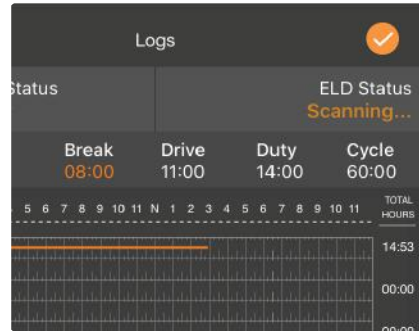 Logs
Status
ELD Status
Scanning...
Break Drive Duty Cycle
08:00 11:00 14:00 60:00
5 6 7 8 9 10 11 N 1 2 3 4 5 6 7 8 9 10 11
TOTAL
HOURS
14:53
00:00
00:00